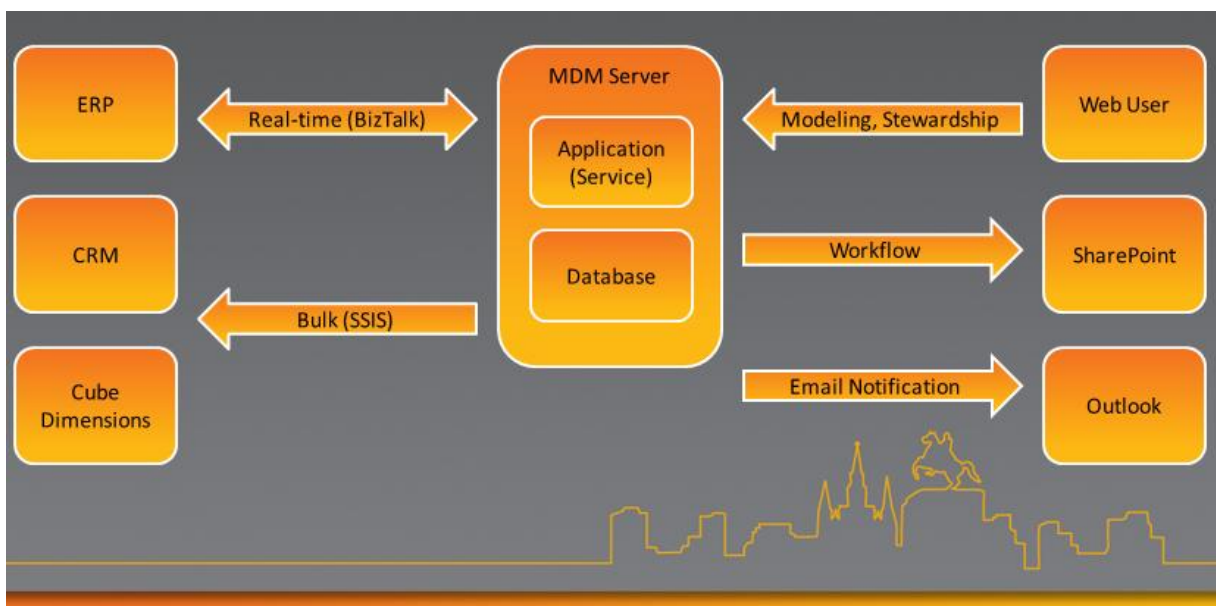 ERP
Real-time (BizTalk)
MDM Server
Application
(Service)
Database
Modeling, Stewardship
Web User
CRM
Workflow
SharePoint
Bulk (SSIS)
Cube
Dimensions
Email Notification
Outlook